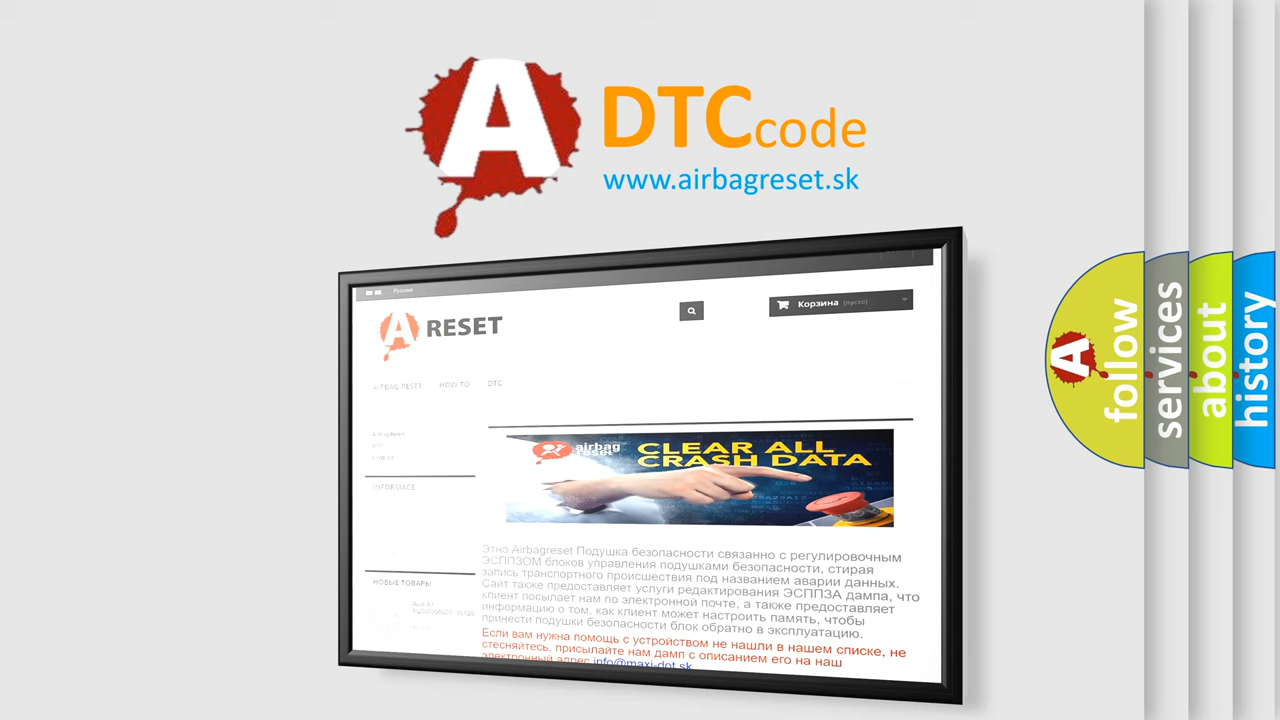 A DTCcode
www.airbagreset.sk
Русский
A RESET
Корзина (пусто)
AIRBAG RESET HOW TO DTC
Airbag Reset
INFORMACE
airbag reset
CLEAR ALL
CRASH DATA
Этно Airbagreset Подушка безопасности связанно с регулировочным
ЭСППЗОМ блоков управления подушками безопасности, стирая
запись транспортного происшествия под названием аварии данных.
Сайт также предоставляет услуги редактирования ЭСППЗА дампа, что
клиент посылает нам по электронной почте, а также предоставляет
информацию о том, как клиент может настроить память, чтобы
принести подушки безопасности блок обратно в эксплуатацию.
НОВЫЕ ТОВАРЫ
Если вам нужна помощь с устройством не нашли в нашем списке, не
стесняйтесь, присылайте нам дамп с описанием его на наш
электронный адрес info@maxi-dot.sk
A
follow
services
about
history